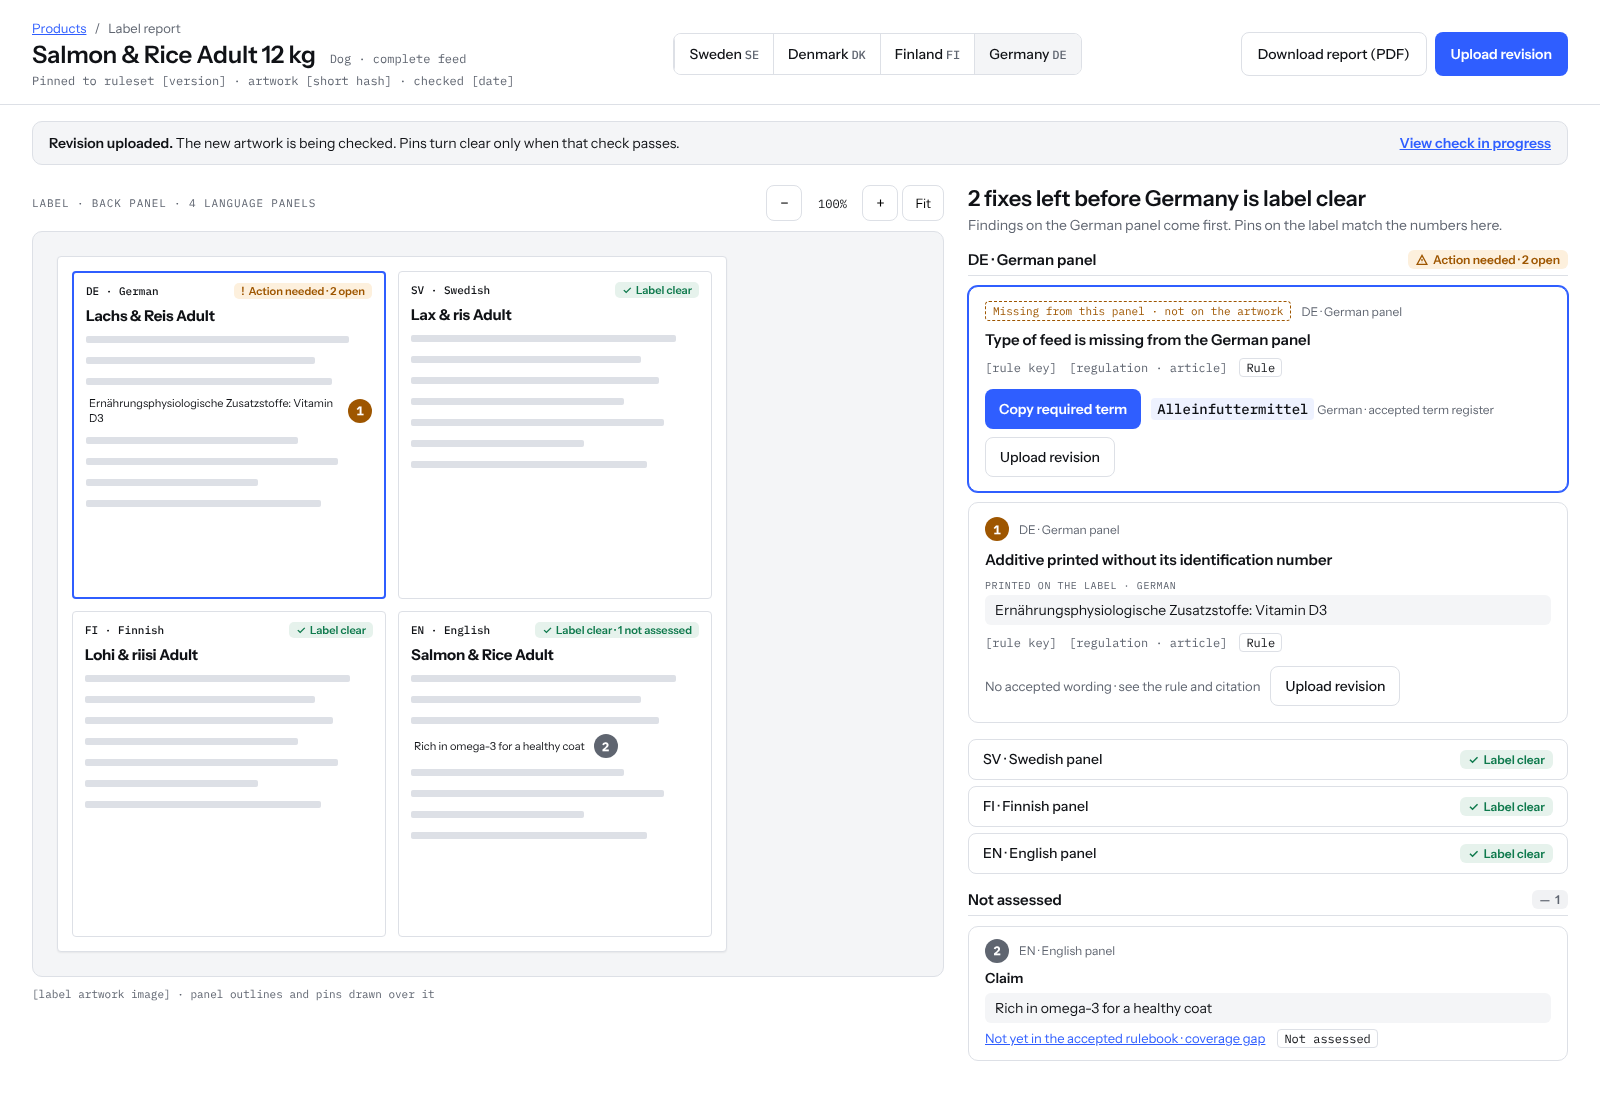 Products / Label report
Salmon & Rice Adult 12 kg Dog · complete feed
Pinned to ruleset [version] · artwork [short hash] · checked [date]
Sweden SE Denmark DK Finland FI Germany DE
Download report (PDF) Upload revision
Revision uploaded. The new artwork is being checked. Pins turn clear only when that check passes. View check in progress
LABEL · BACK PANEL · 4 LANGUAGE PANELS
− 100% + Fit
DE · German ! Action needed · 2 open
Lachs & Reis Adult
Ernährungsphysiologische Zusatzstoffe: Vitamin
D3
1
SV · Swedish ✓ Label clear
Lax & ris Adult
FI · Finnish ✓ Label clear
Lohi & riisi Adult
EN · English ✓ Label clear · 1 not assessed
Salmon & Rice Adult
Rich in omega-3 for a healthy coat 2
[label artwork image] · panel outlines and pins drawn over it
2 fixes left before Germany is label clear
Findings on the German panel come first. Pins on the label match the numbers here.
DE · German panel Action needed · 2 open
Missing from this panel · not on the artwork DE · German panel
Type of feed is missing from the German panel
[rule key] [regulation · article] Rule
Copy required term Alleinfuttermittel German · accepted term register
Upload revision
1 DE · German panel
Additive printed without its identification number
PRINTED ON THE LABEL · GERMAN
Ernährungsphysiologische Zusatzstoffe: Vitamin D3
[rule key] [regulation · article] Rule
No accepted wording · see the rule and citation Upload revision
SV · Swedish panel ✓ Label clear
FI · Finnish panel ✓ Label clear
EN · English panel ✓ Label clear
Not assessed — 1
2 EN · English panel
Claim
Rich in omega-3 for a healthy coat
Not yet in the accepted rulebook · coverage gap Not assessed